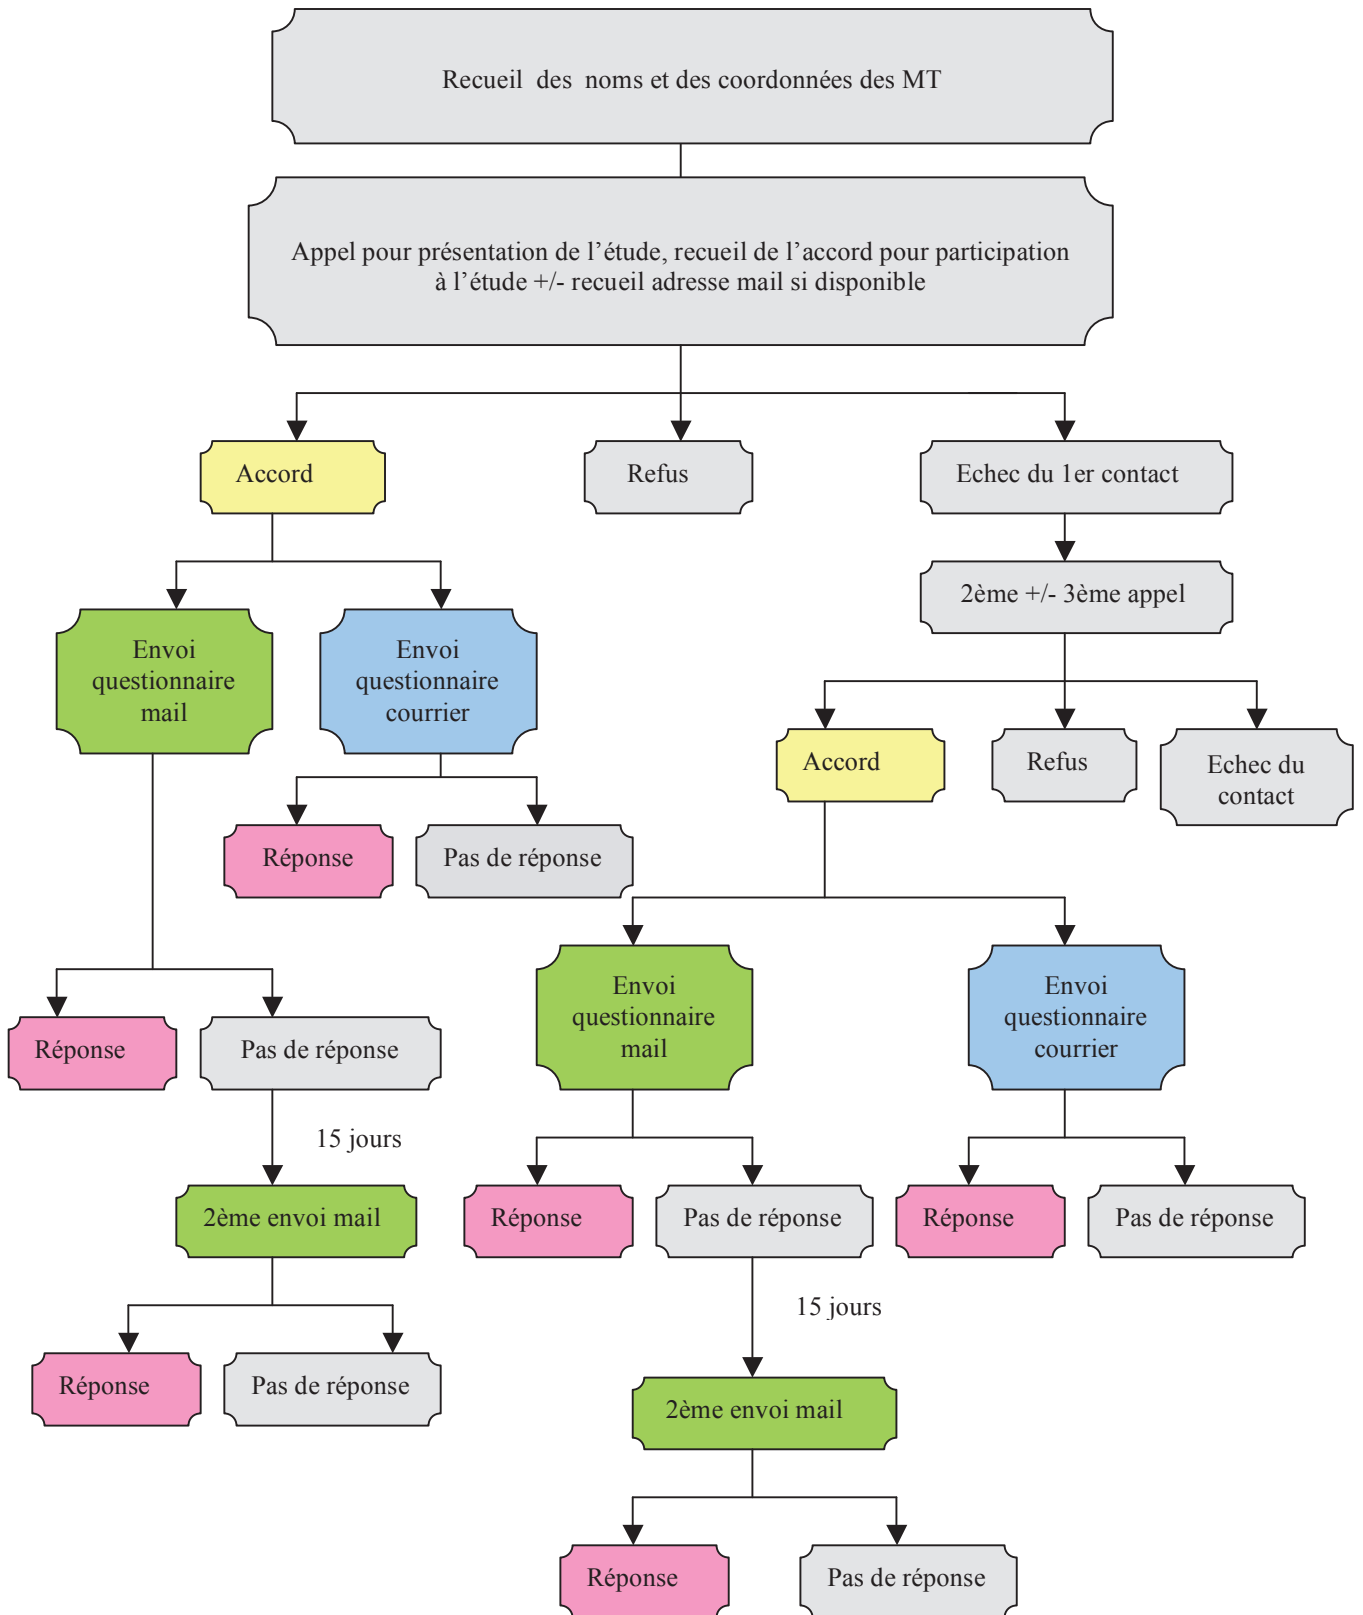 Recueil des noms et des coordonnées des MT
Appel pour présentation de l'étude, recueil de l'accord pour participation
à l'étude +/- recueil adresse mail si disponible
Accord
Refus
Echec du 1er contact
2ème +/- 3ème appel
Envoi
questionnaire
mail
Envoi
questionnaire
courrier
Accord
Refus
Echec du
contact
Réponse
Pas de réponse
Envoi
questionnaire
mail
Envoi
questionnaire
courrier
Réponse
Pas de réponse
15 jours
2ème envoi mail
Réponse
Pas de réponse
Réponse
Pas de réponse
15 jours
Réponse
Pas de réponse
2ème envoi mail
Réponse
Pas de réponse